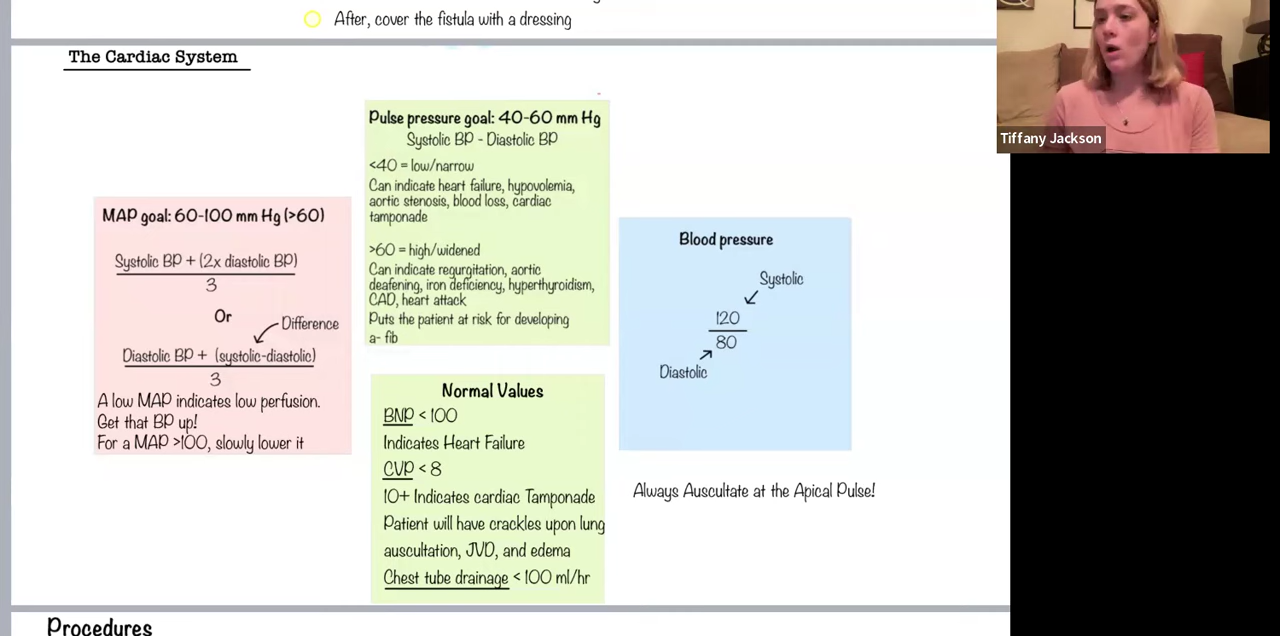 After, cover the fistula with a dressing
The Cardiac System
Tiffany Jackson
Pulse pressure goal: 40-60 mm Hg
Systolic BP - Diastolic BP
<40 = low/narrow
Can indicate heart failure, hypovolemia,
aortic stenosis, blood loss, cardiac
tamponade
>60 = high/widened
Can indicate regurgitation, aortic
deafening, iron deficiency, hyperthyroidism,
CAD, heart attack
Puts the patient at risk for developing
a- fib
MAP goal: 60-100 mm Hg (>60)
Systolic BP + (2x diastolic BP)
3
Or
Difference
Diastolic BP + (systolic-diastolic)
3
A low MAP indicates low perfusion.
Get that BP up!
For a MAP >100, slowly lower it
Blood pressure
Systolic
120
80
Diastolic
Normal Values
BNP < 100
Indicates Heart Failure
CVP < 8
10+ Indicates cardiac Tamponade
Patient will have crackles upon lung
auscultation, JVD, and edema
Chest tube drainage < 100 ml/hr
Always Auscultate at the Apical Pulse!
Procedures